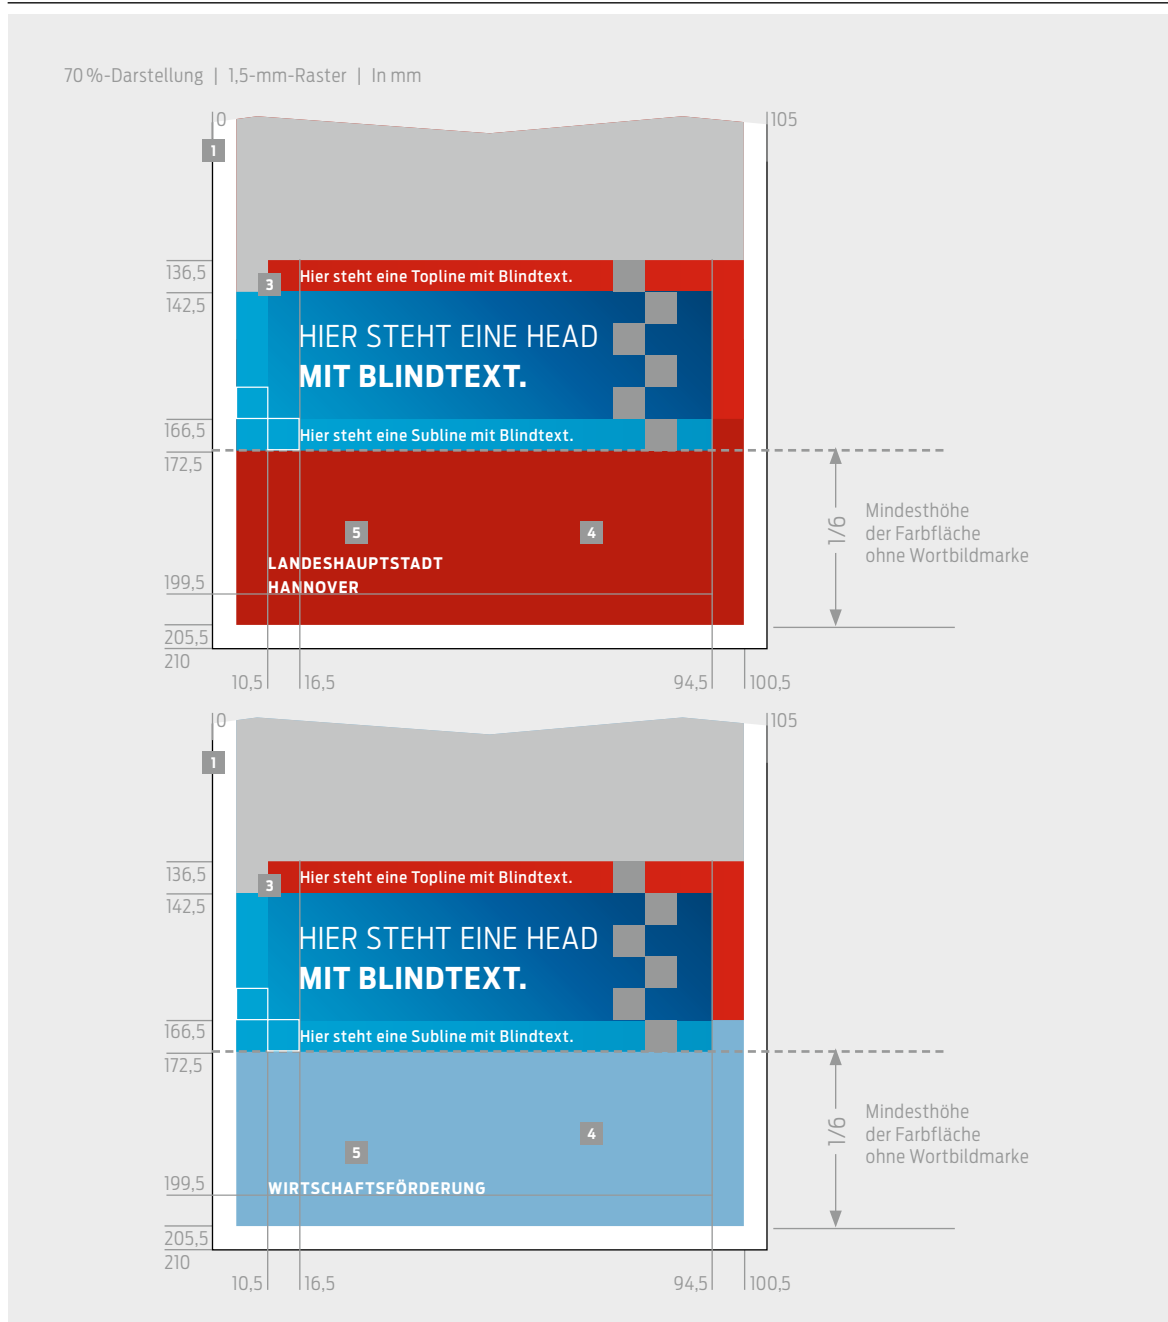 70 %-Darstellung | 1,5-mm-Raster | In mm
0
105
1
136,5
3
Hier steht eine Topline mit Blindtext.
142,5
HIER STEHT EINE HEAD
MIT BLINDTEXT.
166,5
Hier steht eine Subline mit Blindtext.
172,5
1/6
Mindesthöhe
der Farbfläche
ohne Wortbildmarke
5
4
LANDESHAUPTSTADT
HANNOVER
199,5
205,5
210
10,5
16,5
94,5
100,5
0
105
1
136,5
3
Hier steht eine Topline mit Blindtext.
142,5
HIER STEHT EINE HEAD
MIT BLINDTEXT.
166,5
Hier steht eine Subline mit Blindtext.
172,5
1/6
Mindesthöhe
der Farbfläche
ohne Wortbildmarke
5
4
WIRTSCHAFTSFÖRDERUNG
199,5
205,5
210
10,5
16,5
94,5
100,5